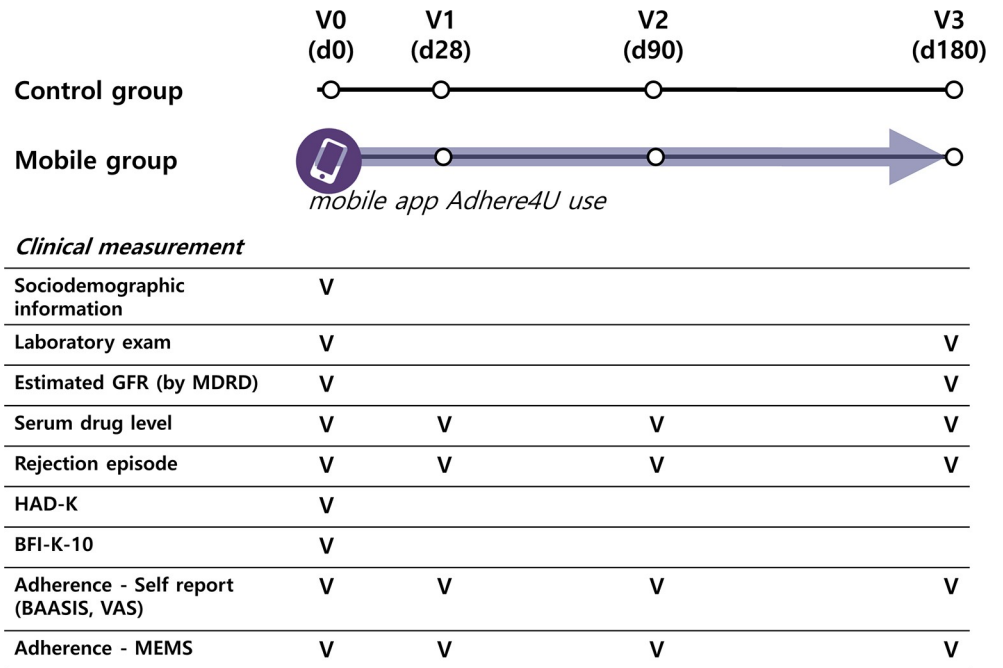 V0 V1 V2 V3
(d0) (d28) (d90) (d180)
Control group
Mobile group
mobile app Adhere4U use
Clinical measurement
Sociodemographic V
information
Laboratory exam V V
Estimated GFR (by MDRD) V V
Serum drug level V V V V
Rejection episode V V V V
HAD-K V
BFI-K-10 V
Adherence - Self report V V V V
(BAASIS, VAS)
Adherence - MEMS V V V V